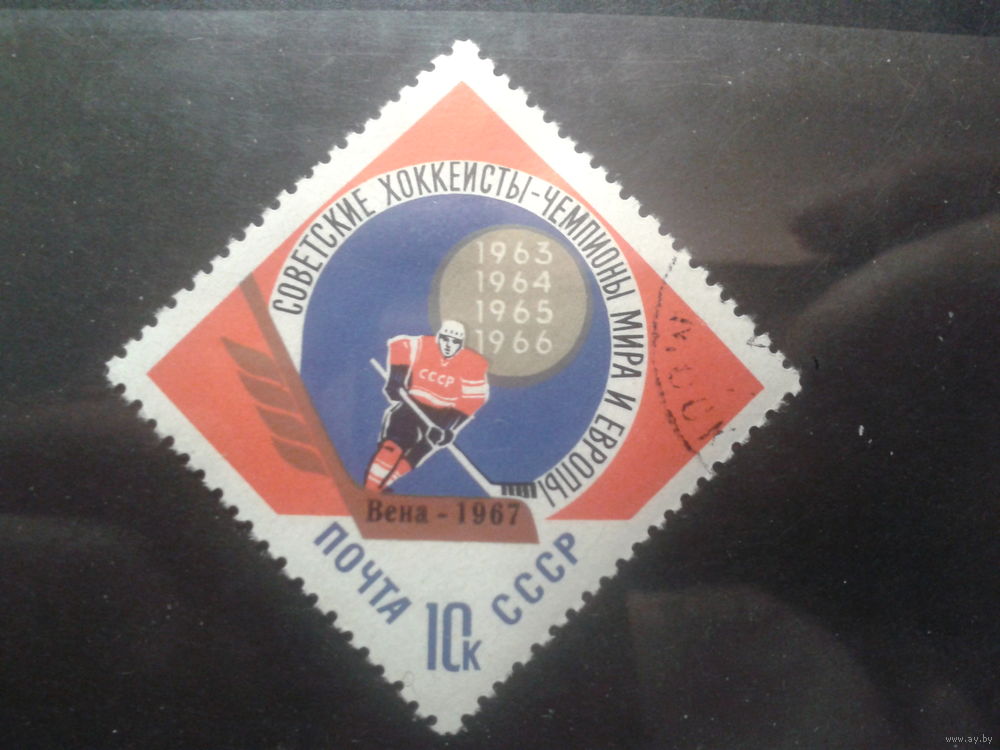 СОВЕТСКИЕ ХОККЕИСТЫ-ЧЕМПИОНЫ МИРА И ЕВРОПЫ
1963
1964
1965
1966
СССР
Вена - 1967
ПОЧТА СССР
10к
www.ay.by